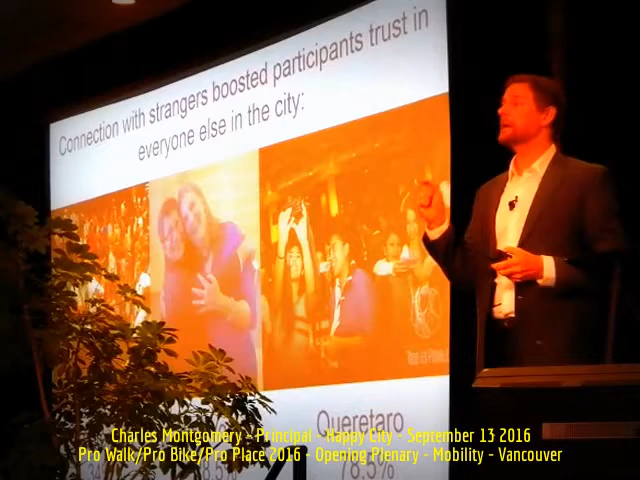 Connection with strangers boosted participants trust in
everyone else in the city:
Queretaro
Charles Montgomery - Principal - Happy City - September 13 2016
Pro Walk/Pro Bike/Pro Place 2016 - Opening Plenary - Mobility - Vancouver
78.5%